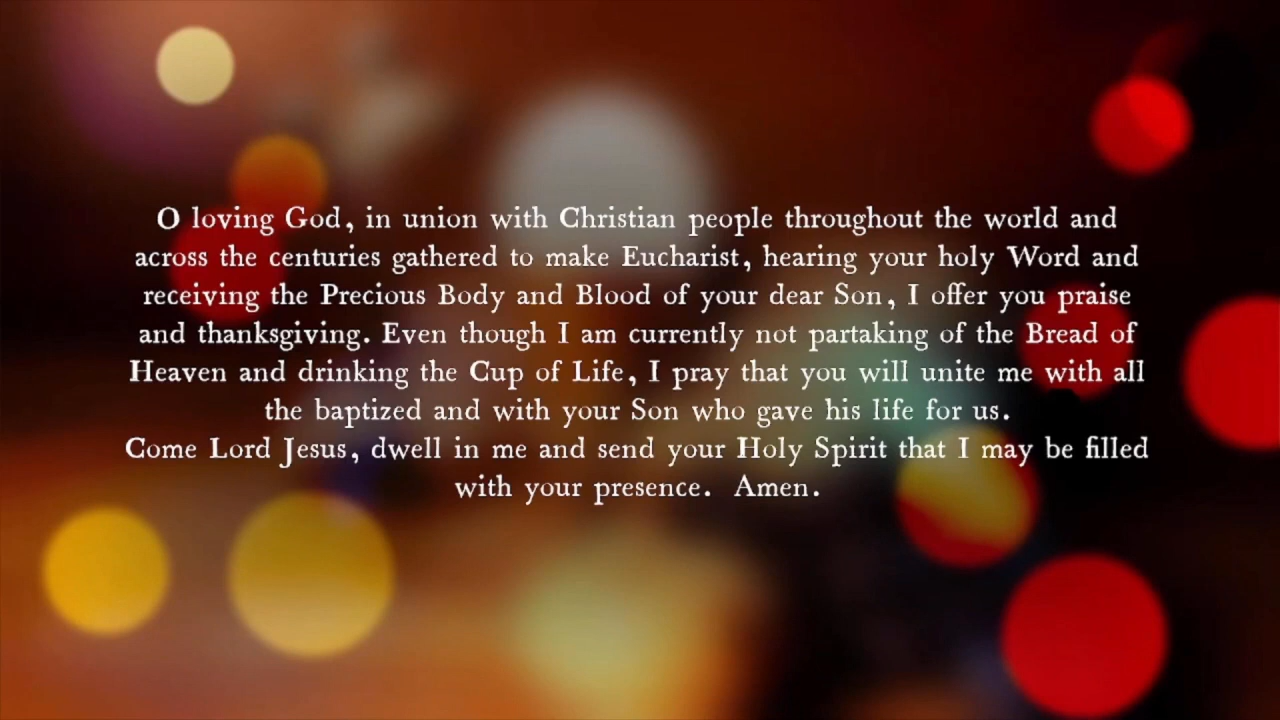 O loving God, in union with Christian people throughout the world and
across the centuries gathered to make Eucharist, hearing your holy Word and
receiving the Precious Body and Blood of your dear Son, I offer you praise
and thanksgiving. Even though I am currently not partaking of the Bread of
Heaven and drinking the Cup of Life, I pray that you will unite me with all
the baptized and with your Son who gave his life for us.
Come Lord Jesus, dwell in me and send your Holy Spirit that I may be filled
with your presence.  Amen.